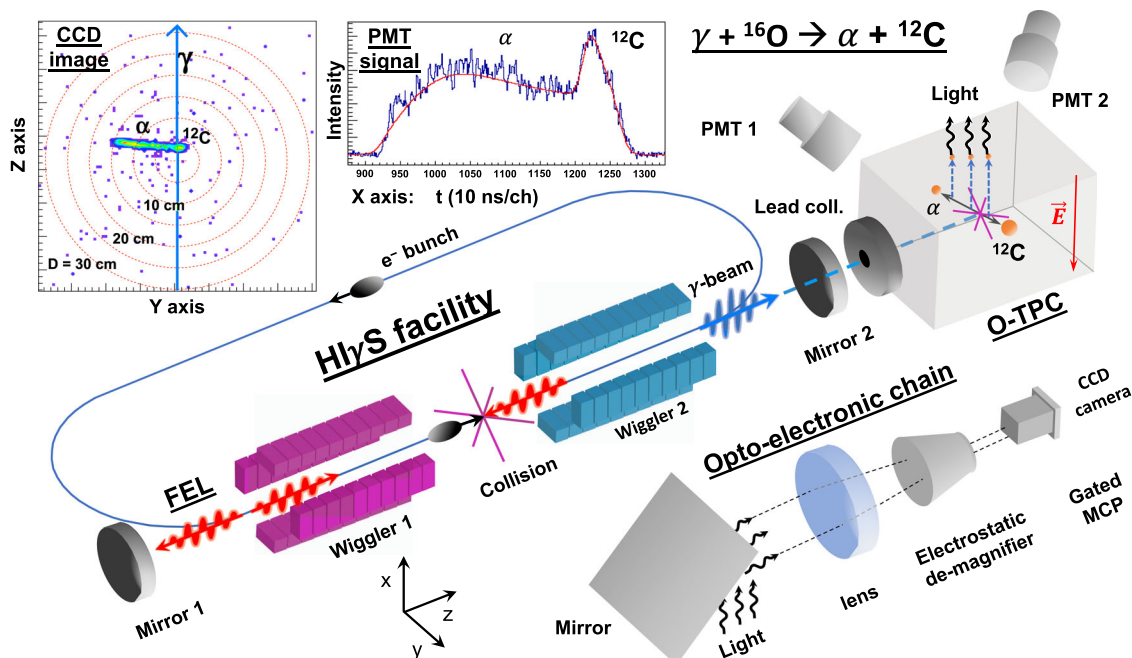 CCD
image
γ
α
¹²C
10 cm
20 cm
D = 30 cm
Z axis
Y axis
PMT
signal
α
¹²C
Intensity
900
950
1000
1050
1100
1150
1200
1250
1300
X axis: t (10 ns/ch)
γ + ¹⁶O → α + ¹²C
PMT 1
Light
PMT 2
α
¹²C
E⃗
O-TPC
Lead coll.
Mirror 2
γ-beam
e⁻ bunch
HIγS facility
Wiggler 2
Collision
FEL
Wiggler 1
Mirror 1
x
z
y
Opto-electronic chain
CCD
camera
Gated
MCP
Electrostatic
de-magnifier
lens
Mirror
Light